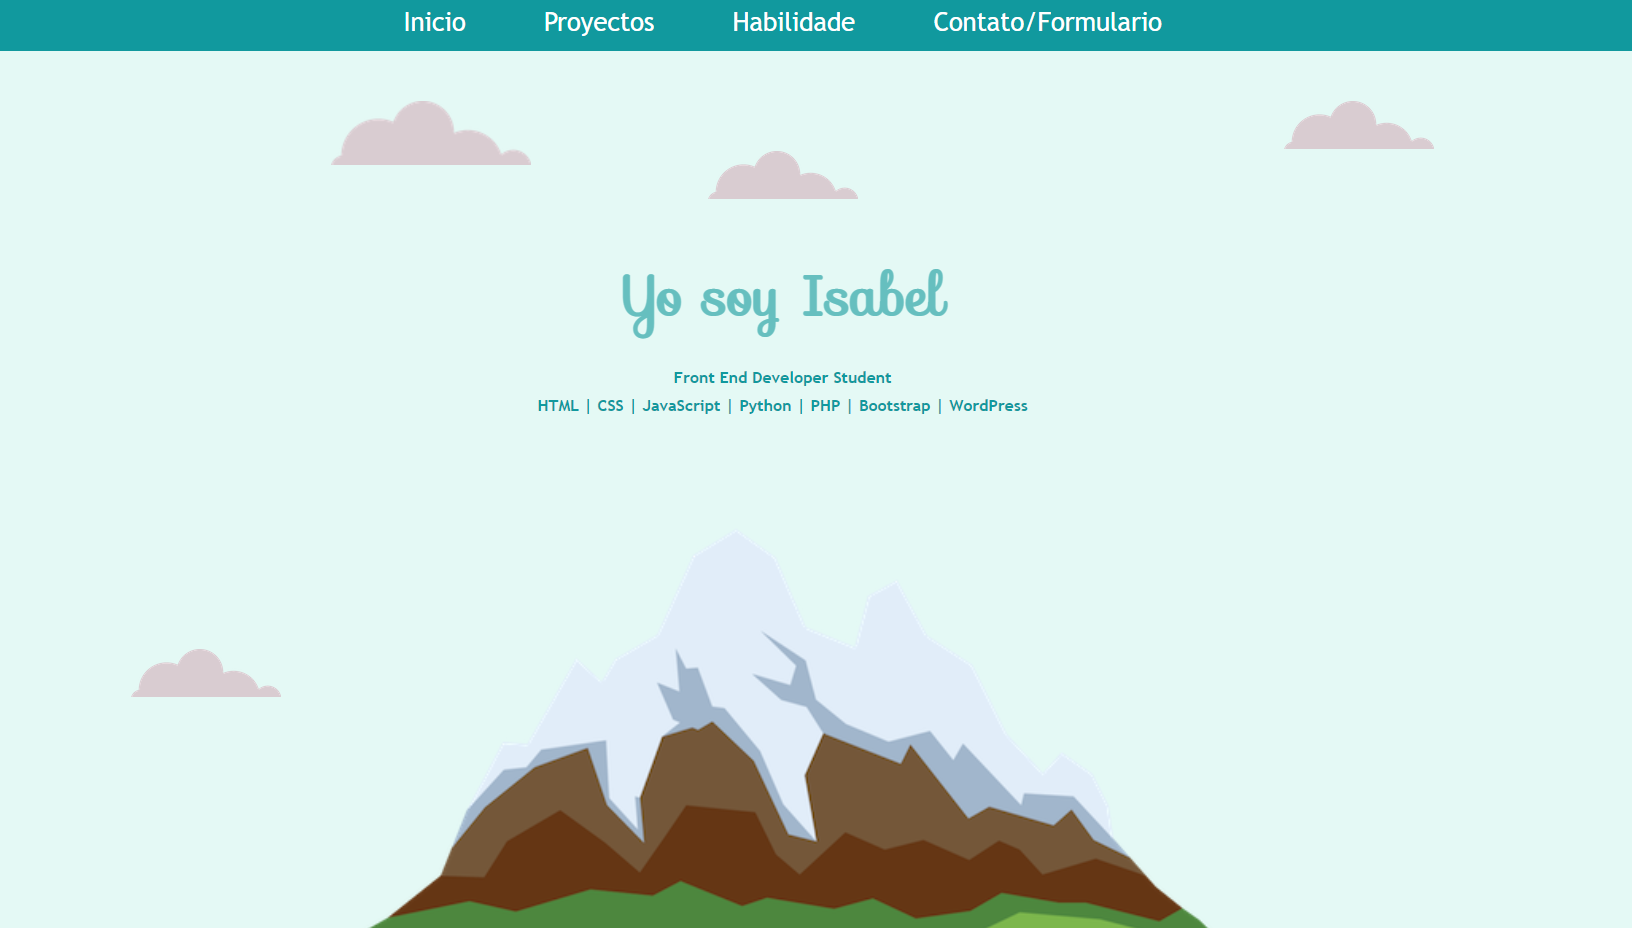 Inicio Proyectos Habilidade Contato/Formulario
Yo soy Isabel
Front End Developer Student
HTML | CSS | JavaScript | Python | PHP | Bootstrap | WordPress